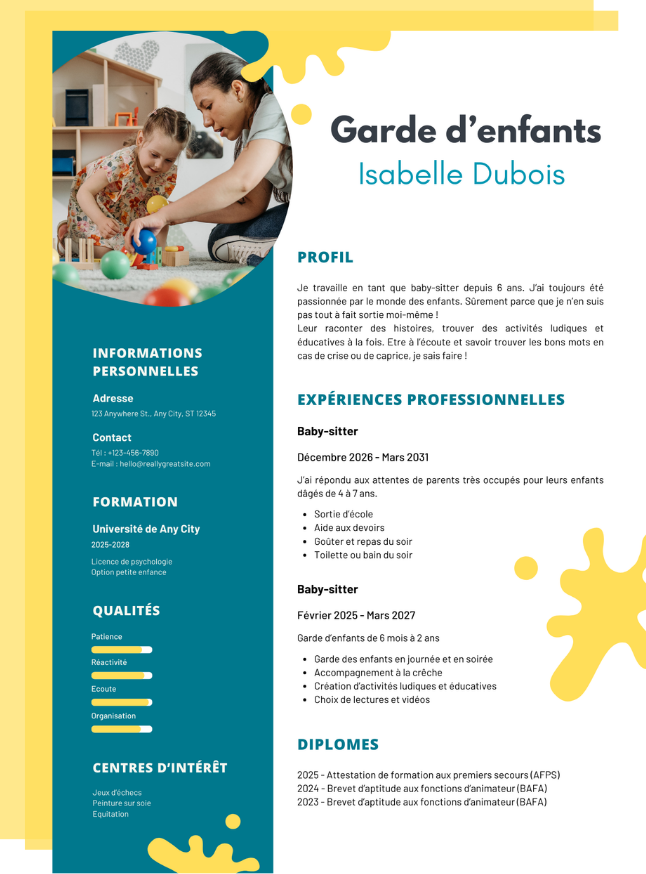 Garde d'enfants
Isabelle Dubois
INFORMATIONS
PERSONNELLES
Adresse
123 Anywhere St., Any City, ST 12345
Contact
Tél : +123-456-7890
E-mail : hello@reallygreatsite.com
FORMATION
Université de Any City
2025-2028
Licence de psychologie
Option petite enfance
QUALITÉS
Patience
Réactivité
Ecoute
Organisation
CENTRES D'INTÉRÊT
Jeux d'échecs
Peinture sur soie
Equitation
PROFIL
Je travaille en tant que baby-sitter depuis 6 ans. J'ai toujours été
passionnée par le monde des enfants. Sûrement parce que je n'en suis
pas tout à fait sortie moi-même !
Leur raconter des histoires, trouver des activités ludiques et
éducatives à la fois. Etre à l'écoute et savoir trouver les bons mots en
cas de crise ou de caprice, je sais faire !
EXPÉRIENCES PROFESSIONNELLES
Baby-sitter
Décembre 2026 - Mars 2031
J'ai répondu aux attentes de parents très occupés pour leurs enfants
dâgés de 4 à 7 ans.
• Sortie d'école
• Aide aux devoirs
• Goûter et repas du soir
• Toilette ou bain du soir
Baby-sitter
Février 2025 - Mars 2027
Garde d'enfants de 6 mois à 2 ans
• Garde des enfants en journée et en soirée
• Accompagnement à la crèche
• Création d'activités ludiques et éducatives
• Choix de lectures et vidéos
DIPLOMES
2025 - Attestation de formation aux premiers secours (AFPS)
2024 - Brevet d'aptitude aux fonctions d'animateur (BAFA)
2023 - Brevet d'aptitude aux fonctions d'animateur (BAFA)